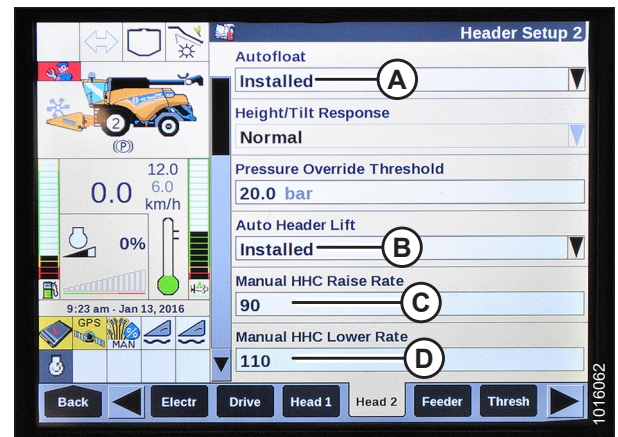 Header Setup 2
Autofloat
Installed
A
Height/Tilt Response
Normal
Pressure Override Threshold
20.0 bar
Auto Header Lift
Installed
B
Manual HHC Raise Rate
90
C
Manual HHC Lower Rate
110
D
2
(P)
12.0
6.0
0.0
km/h
0%
9:23 am - Jan 13, 2016
GPS
%
MAN
Back
Electr
Drive
Head 1
Head 2
Feeder
Thresh
1016062